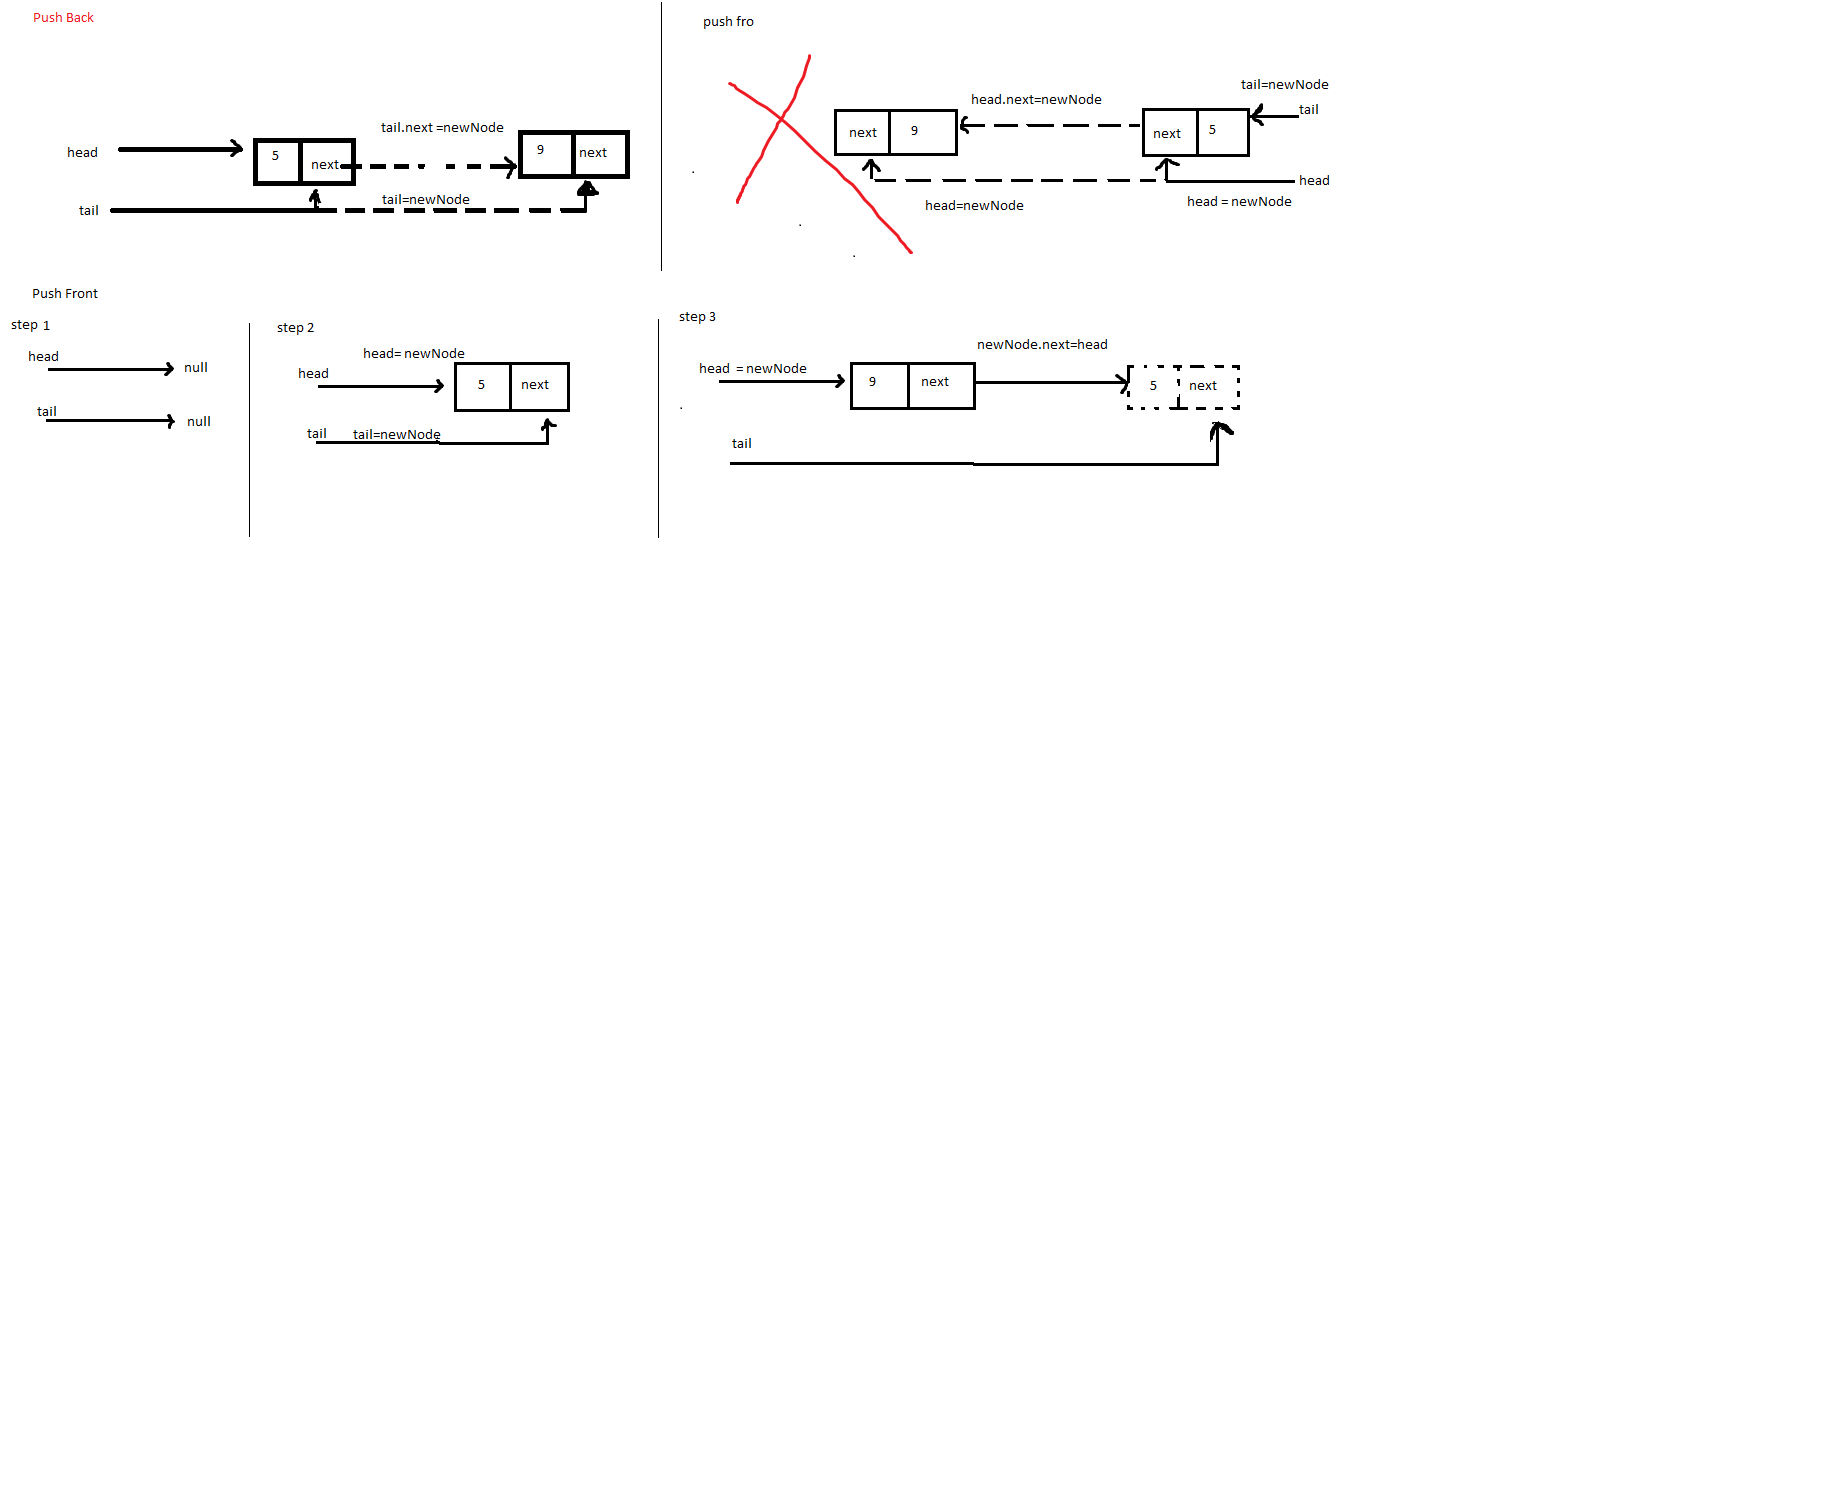 Push Back
tail.next =newNode
head
5
next
9
next
tail=newNode
tail
push fro
tail=newNode
head.next=newNode
tail
next
9
next
5
head
head=newNode
head = newNode
Push Front
step 1
head
null
tail
null
step 2
head= newNode
head
5
next
tail
tail=newNode
step 3
newNode.next=head
head = newNode
9
next
5
next
tail